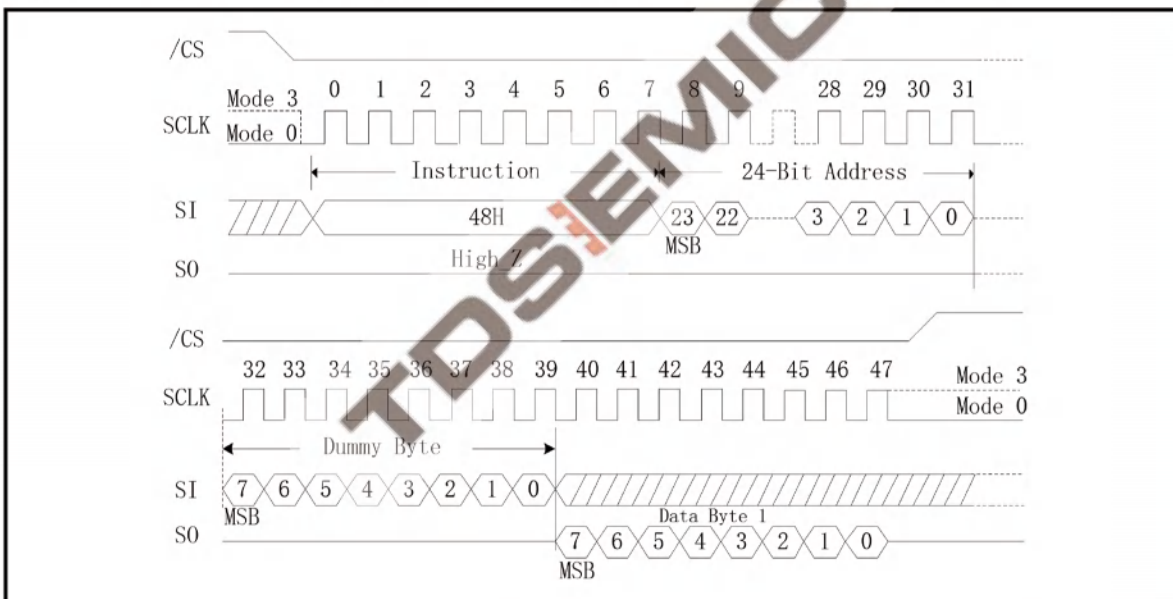 /CS
Mode 3 0 1 2 3 4 5 6 7 8 9 28 29 30 31
SCLK Mode 0
Instruction 24-Bit Address
SI 48H 23 22 3 2 1 0
MSB
High Z
SO
/CS
32 33 34 35 36 37 38 39 40 41 42 43 44 45 46 47 Mode 3
SCLK Mode 0
Dummy Byte
SI 7 6 5 4 3 2 1 0
MSB Data Byte 1
SO 7 6 5 4 3 2 1 0
MSB
TDSEMIC